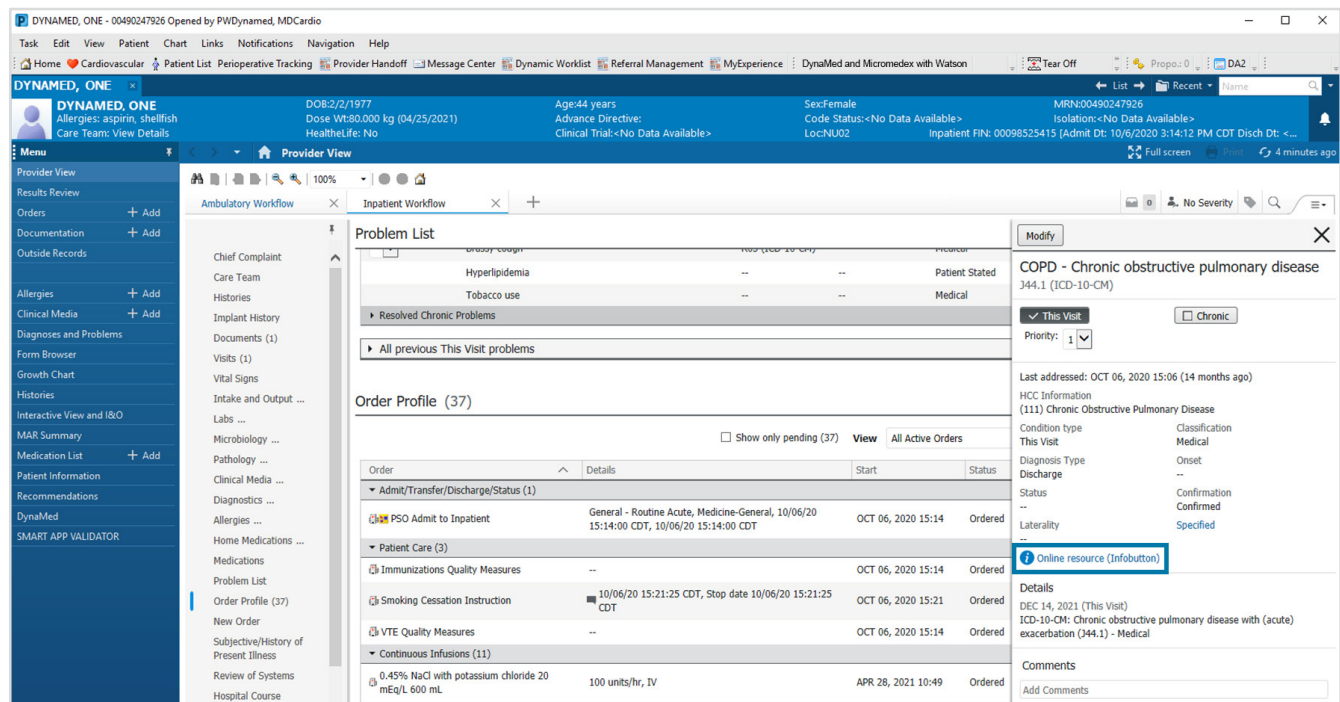 DYNAMED, ONE - 00490247926 Opened by PWDynamed, MDCardio
Task Edit View Patient Chart Links Notifications Navigation Help
Home Cardiovascular Patient List Perioperative Tracking Provider Handoff Message Center Dynamic Worklist Referral Management MyExperience DynaMed and Micromedex with Watson Tear Off Propo.: 0 DA2
DYNAMED, ONE
List Recent Name
DYNAMED, ONE DOB:2/2/1977 Age:44 years Sex:Female MRN:00490247926
Allergies: aspirin, shellfish Dose Wt:80.000 kg (04/25/2021) Advance Directive: Code Status:<No Data Available> Isolation:<No Data Available>
Care Team: View Details HealtheLife: No Clinical Trial:<No Data Available> Loc:NU02 Inpatient FIN: 00098525415 [Admit Dt: 10/6/2020 3:14:12 PM CDT Disch Dt: <...
Menu
Provider View
Full screen Print 4 minutes ago
Provider View
Results Review
Orders + Add
Documentation + Add
Outside Records
Allergies + Add
Clinical Media + Add
Diagnoses and Problems
Form Browser
Growth Chart
Histories
Interactive View and I&O
MAR Summary
Medication List + Add
Patient Information
Recommendations
DynaMed
SMART APP VALIDATOR
100%
Ambulatory Workflow
Inpatient Workflow
0 No Severity
Chief Complaint
Care Team
Histories
Implant History
Documents (1)
Visits (1)
Vital Signs
Intake and Output ...
Labs ...
Microbiology ...
Pathology ...
Clinical Media ...
Diagnostics ...
Allergies ...
Home Medications ...
Medications
Problem List
Order Profile (37)
New Order
Subjective/History of
Present Illness
Review of Systems
Hospital Course
Problem List
Brassy cough R05 (ICD-10-CM) Medical
Hyperlipidemia -- -- Patient Stated
Tobacco use -- -- Medical
Resolved Chronic Problems
All previous This Visit problems
Order Profile (37)
Show only pending (37) View All Active Orders
Order Details Start Status
Admit/Transfer/Discharge/Status (1)
PSO Admit to Inpatient General - Routine Acute, Medicine-General, 10/06/20
15:14:00 CDT, 10/06/20 15:14:00 CDT OCT 06, 2020 15:14 Ordered
Patient Care (3)
Immunizations Quality Measures -- OCT 06, 2020 15:14 Ordered
Smoking Cessation Instruction 10/06/20 15:21:25 CDT, Stop date 10/06/20 15:21:25
CDT OCT 06, 2020 15:21 Ordered
VTE Quality Measures -- OCT 06, 2020 15:14 Ordered
Continuous Infusions (11)
0.45% NaCl with potassium chloride 20
mEq/L 600 mL 100 units/hr, IV APR 28, 2021 10:49 Ordered
Modify
COPD - Chronic obstructive pulmonary disease
J44.1 (ICD-10-CM)
This Visit Chronic
Priority: 1
Last addressed: OCT 06, 2020 15:06 (14 months ago)
HCC Information
(111) Chronic Obstructive Pulmonary Disease
Condition type Classification
This Visit Medical
Diagnosis Type Onset
Discharge --
Status Confirmation
-- Confirmed
Laterality Specified
--
Online resource (Infobutton)
Details
DEC 14, 2021 (This Visit)
ICD-10-CM: Chronic obstructive pulmonary disease with (acute)
exacerbation (J44.1) - Medical
Comments
Add Comments